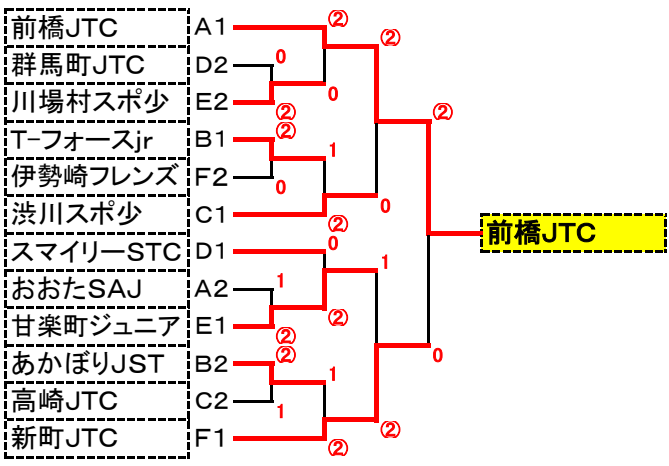 前橋JTC A1 ②
②
群馬町JTC D2 0
0
川場村スポ少 E2 ②
②
T-フォースjr B1 ②
1
伊勢崎フレンズ F2 0
0
渋川スポ少 C1 ②
前橋JTC
スマイリーSTC D1 0
1
おおたSAJ A2 1
②
甘楽町ジュニア E1 ②
0
あかぼりJST B2 ②
1
高崎JTC C2 1
②
新町JTC F1 ②